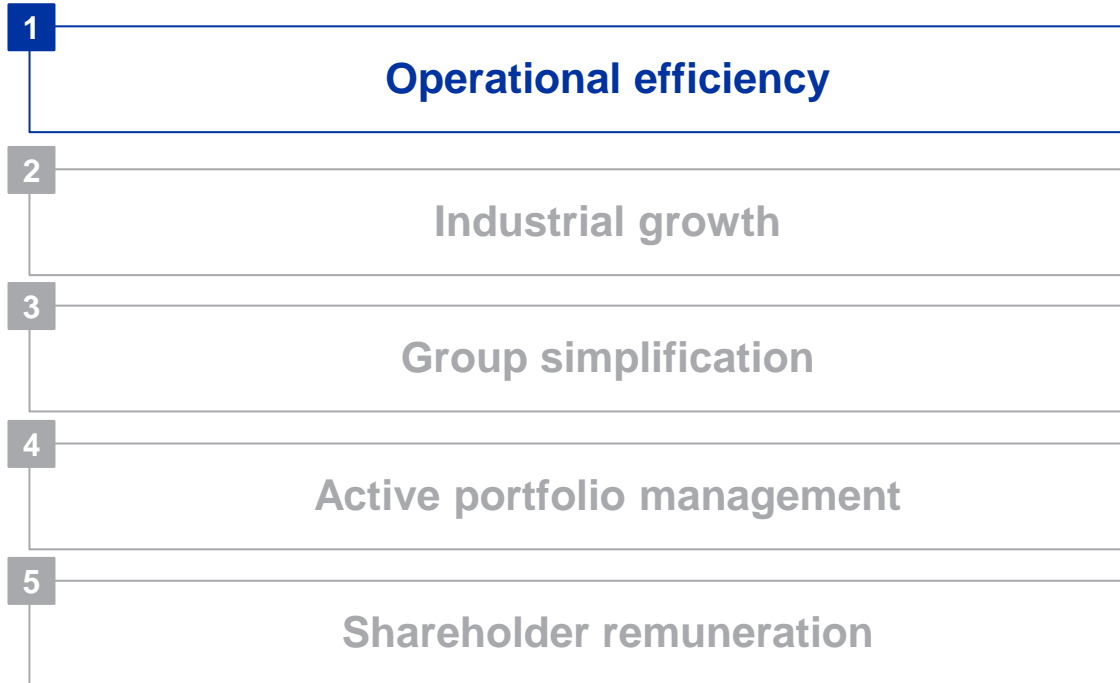 1
Operational efficiency
2
Industrial growth
3
Group simplification
4
Active portfolio management
5
Shareholder remuneration